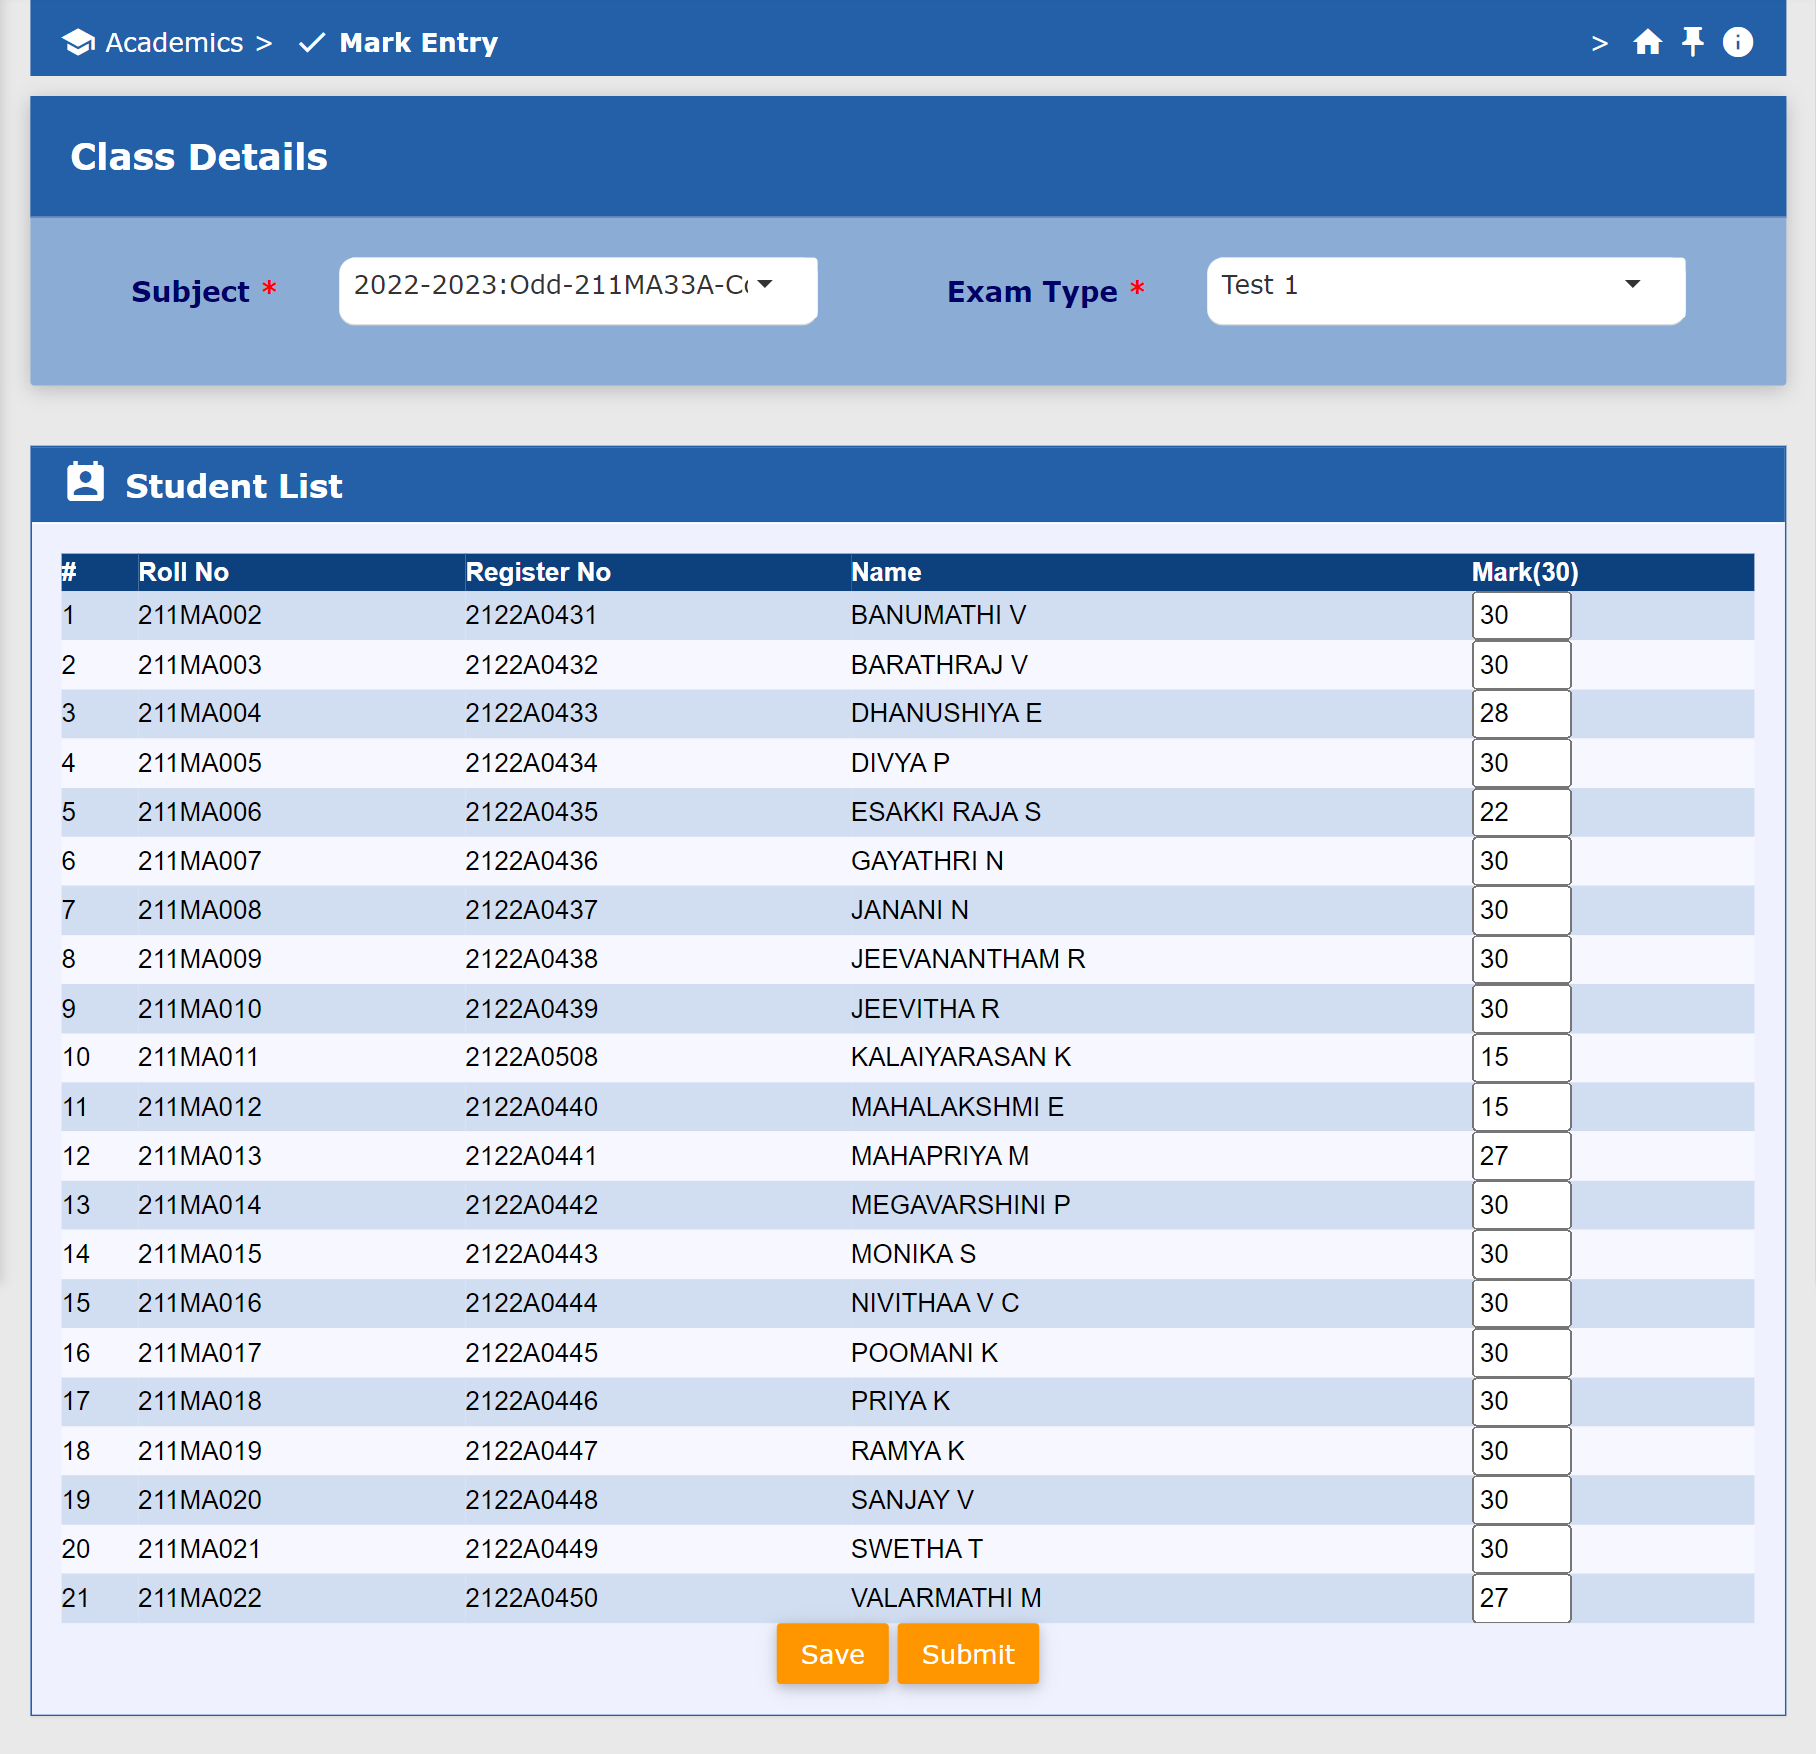 Academics > Mark Entry >
Class Details
Subject * 2022-2023:Odd-211MA33A-Co Exam Type * Test 1
Student List
# Roll No Register No Name Mark(30)
1 211MA002 2122A0431 BANUMATHI V 30
2 211MA003 2122A0432 BARATHRAJ V 30
3 211MA004 2122A0433 DHANUSHIYA E 28
4 211MA005 2122A0434 DIVYA P 30
5 211MA006 2122A0435 ESAKKI RAJA S 22
6 211MA007 2122A0436 GAYATHRI N 30
7 211MA008 2122A0437 JANANI N 30
8 211MA009 2122A0438 JEEVANANTHAM R 30
9 211MA010 2122A0439 JEEVITHA R 30
10 211MA011 2122A0508 KALAIYARASAN K 15
11 211MA012 2122A0440 MAHALAKSHMI E 15
12 211MA013 2122A0441 MAHAPRIYA M 27
13 211MA014 2122A0442 MEGAVARSHINI P 30
14 211MA015 2122A0443 MONIKA S 30
15 211MA016 2122A0444 NIVITHAA V C 30
16 211MA017 2122A0445 POOMANI K 30
17 211MA018 2122A0446 PRIYA K 30
18 211MA019 2122A0447 RAMYA K 30
19 211MA020 2122A0448 SANJAY V 30
20 211MA021 2122A0449 SWETHA T 30
21 211MA022 2122A0450 VALARMATHI M 27
Save Submit